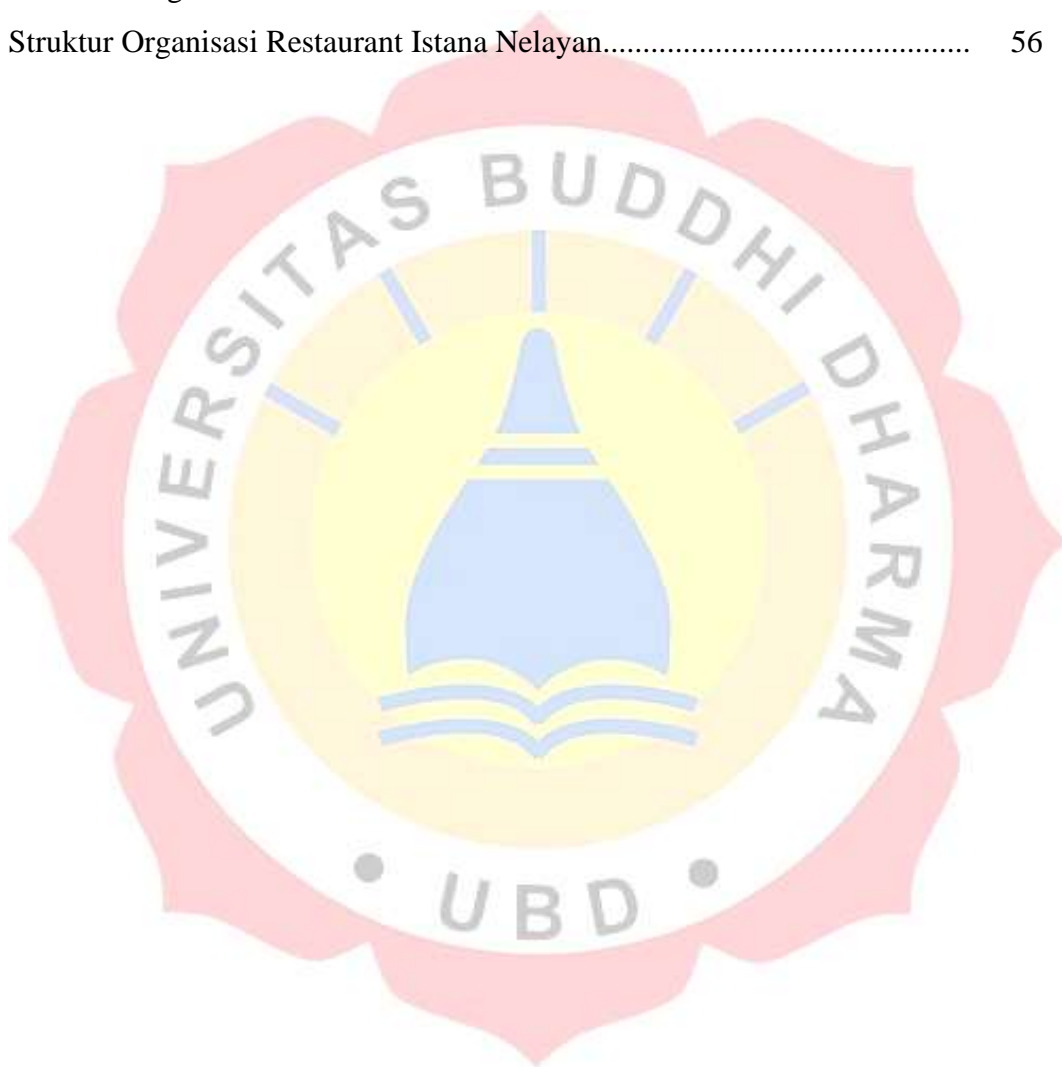 Struktur Organisasi Restaurant Istana Nelayan............................................ 56
UNIVERSITAS BUDDHI DHARMA
• UBD •